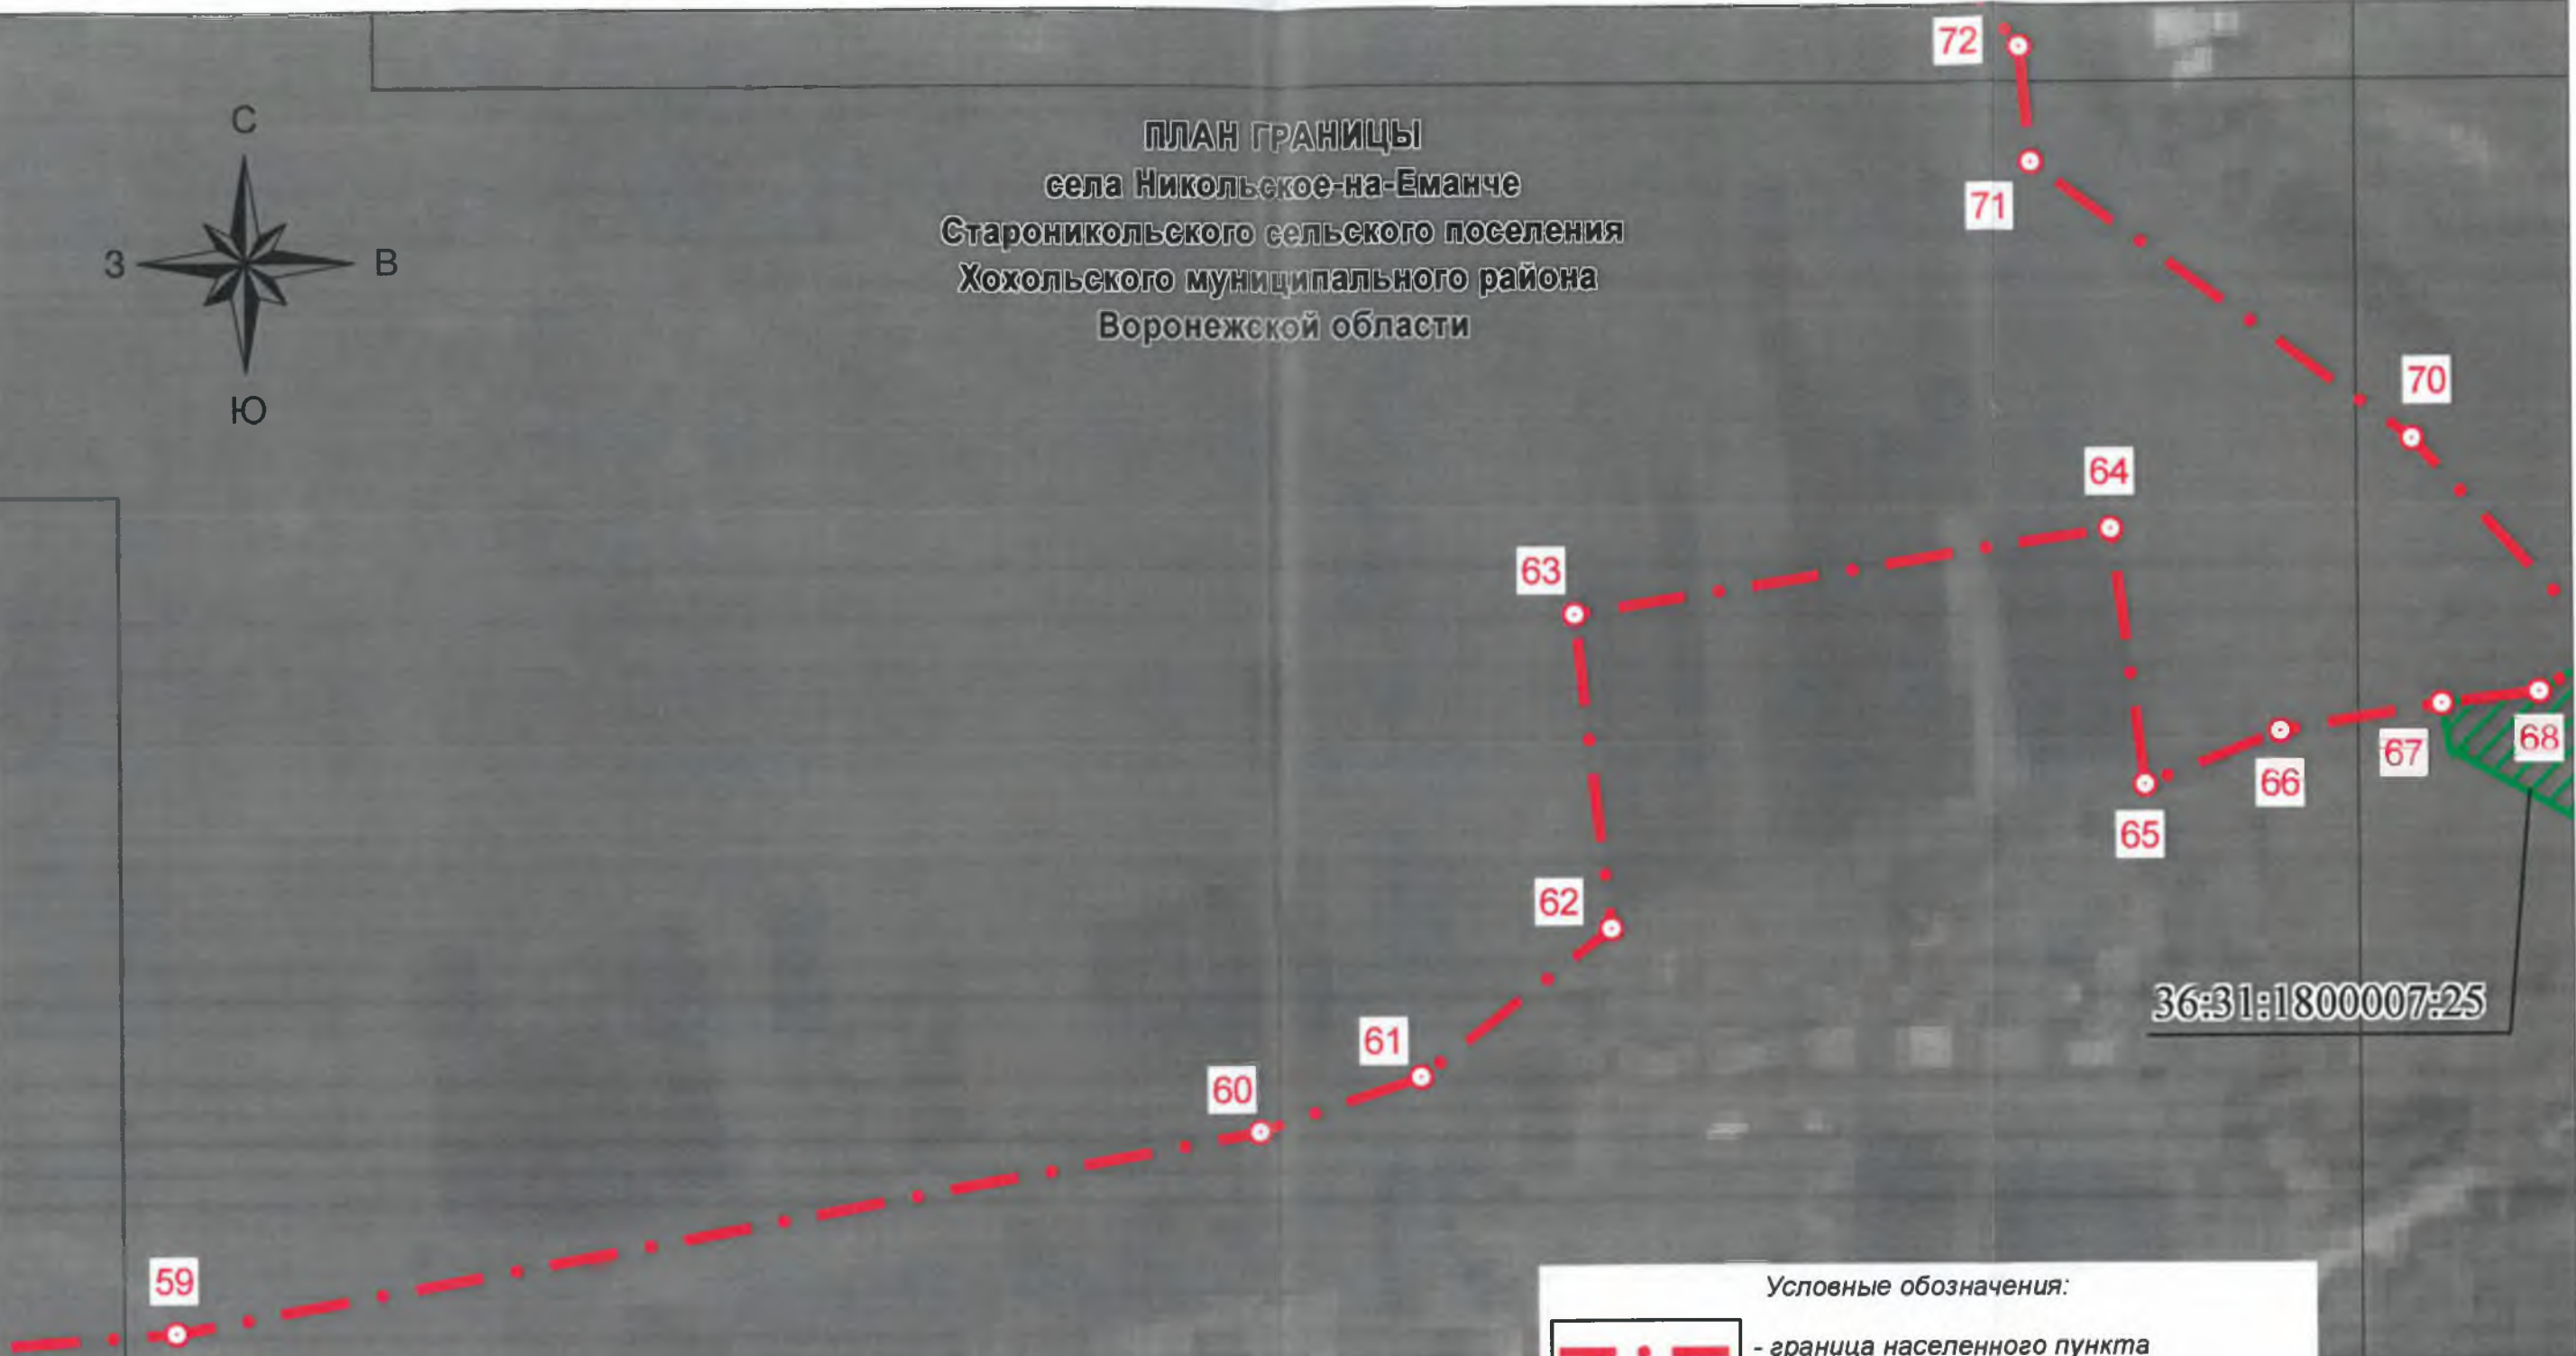 ПЛАН ГРАНИЦЫ
села Никольское-на-Еманче
Староникольского сельского поселения
Хохольского муниципального района
Воронежской области
С
З
В
Ю
72
71
70
64
63
62
61
60
59
65
66
67
68
36:31:1800007:25
Условные обозначения:
- граница населенного пункта